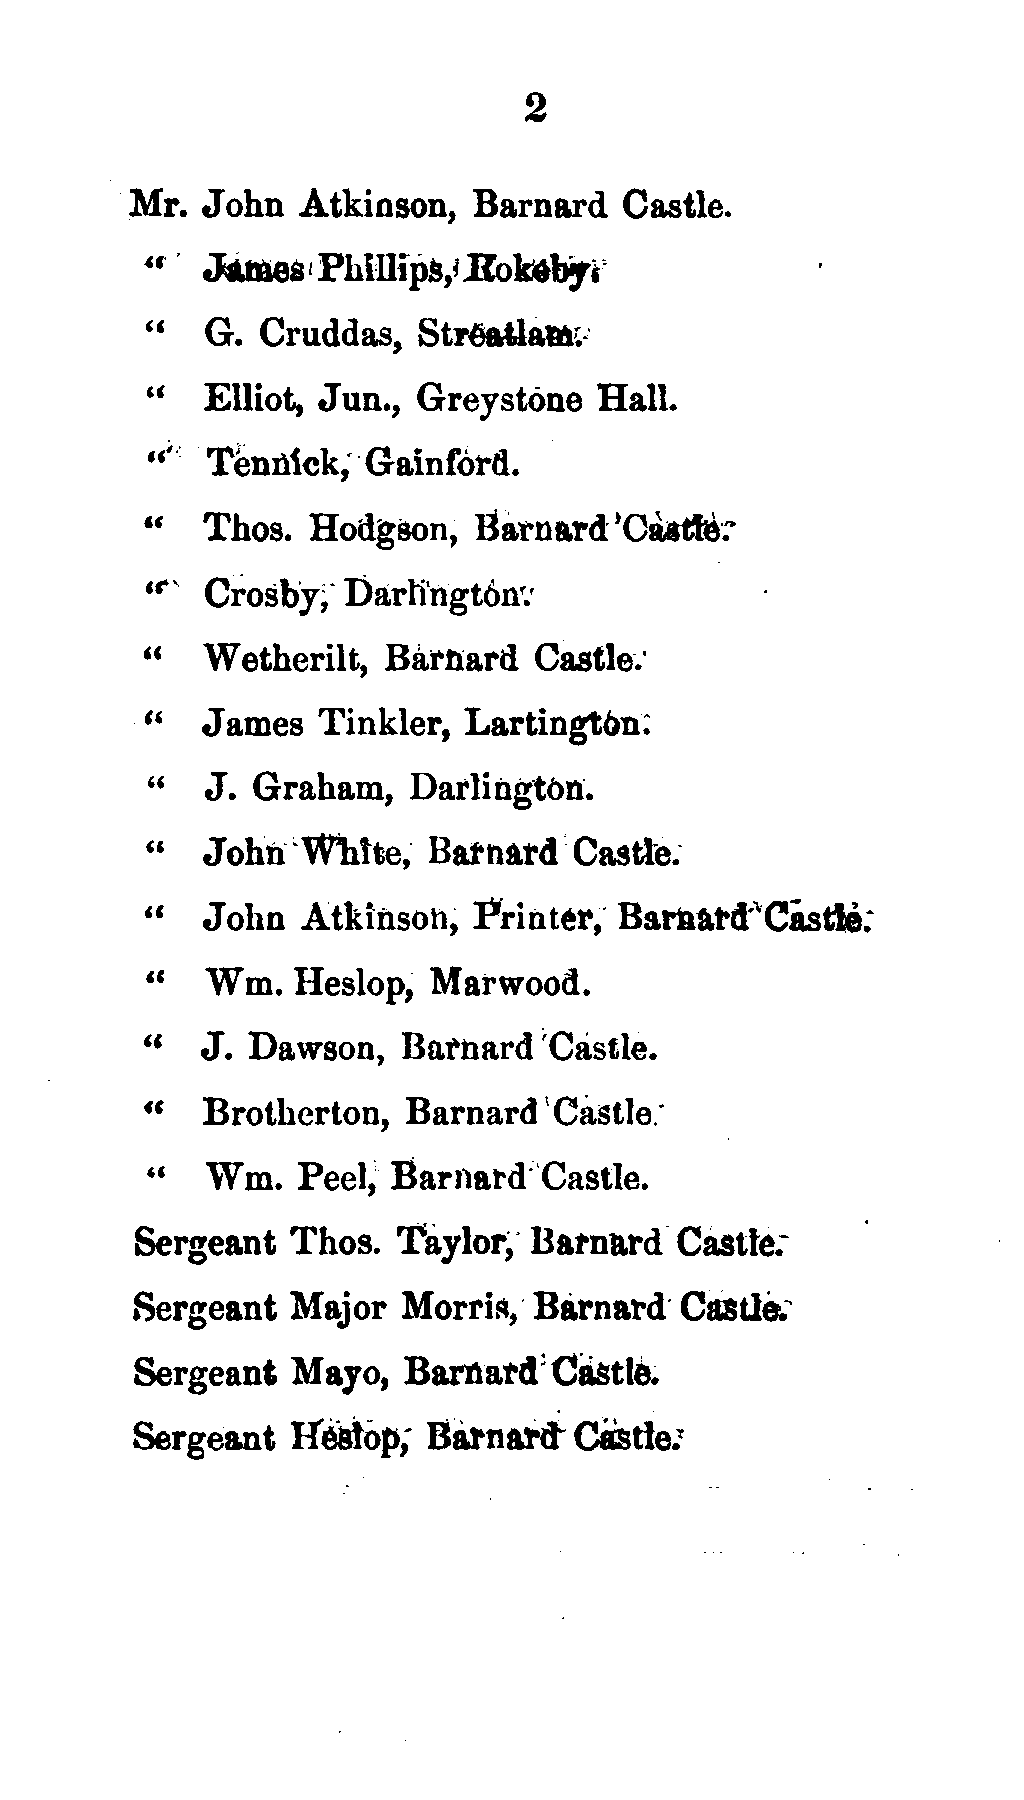 2
Mr. John Atkinson, Barnard Castle.
“ James Phillips, Rokeby.
“ G. Cruddas, Streatlam.
“ Elliot, Jun., Greystone Hall.
“ Tennick, Gainford.
“ Thos. Hodgson, Barnard Castle.
“ Crosby, Darlington.
“ Wetherilt, Barnard Castle.
“ James Tinkler, Lartington.
“ J. Graham, Darlington.
“ John White, Barnard Castle.
“ John Atkinson, Printer, Barnard Castle.
“ Wm. Heslop, Marwood.
“ J. Dawson, Barnard Castle.
“ Brotherton, Barnard Castle.
“ Wm. Peel, Barnard Castle.
Sergeant Thos. Taylor, Barnard Castle.
Sergeant Major Morris, Barnard Castle.
Sergeant Mayo, Barnard Castle.
Sergeant Heslop, Barnard Castle.